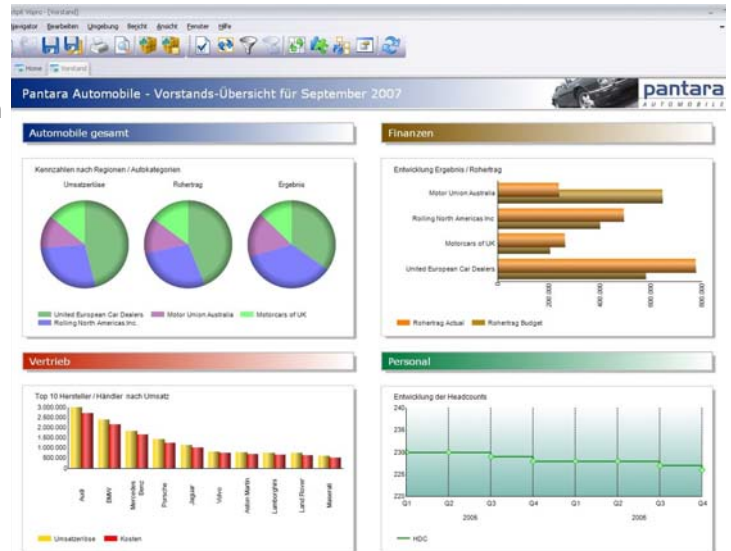 [Vorstand]
Navigator Bearbeiten Umgebung Bericht Ansicht Fenster Hilfe
Home Vorstand
Pantara Automobile - Vorstands-Übersicht für September 2007
pantara
AUTOMOBILE
Automobile gesamt
Kennzahlen nach Regionen / Autokategorien
Umsatzerlöse Rohertrag Ergebnis
United European Car Dealers Motor Union Australia Motorcars of UK
Rolling North Americas Inc.
Finanzen
Entwicklung Ergebnis / Rohertrag
Motor Union Australia
Rolling North Americas Inc
Motorcars of UK
United European Car Dealers
0 200.000 400.000 600.000 800.000
Rohertrag Actual Rohertrag Budget
Vertrieb
Top 10 Hersteller / Händler nach Umsatz
3.000.000
2.500.000
2.000.000
1.500.000
1.000.000
500.000
0
Audi BMW Mercedes Benz Porsche Jaguar Volvo Aston Martin Lamborghini Land Rover Maserati
Umsatzerlöse Kosten
Personal
Entwicklung der Headcounts
240
225
220
Q1 Q2 Q3 Q4 Q1 Q2 Q3 Q4
HDC